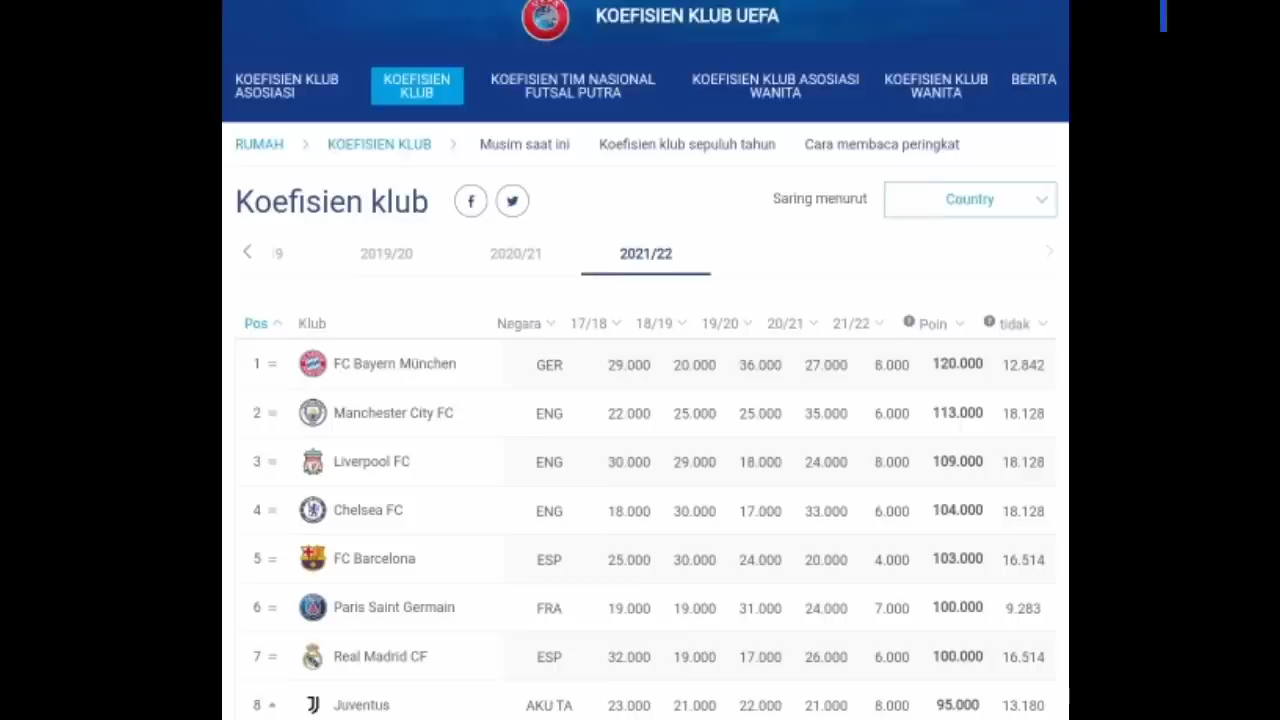 KOEFISIEN KLUB UEFA
KOEFISIEN KLUB ASOSIASI
KOEFISIEN KLUB
KOEFISIEN TIM NASIONAL FUTSAL PUTRA
KOEFISIEN KLUB ASOSIASI WANITA
KOEFISIEN KLUB WANITA
BERITA
RUMAH > KOEFISIEN KLUB > Musim saat ini Koefisien klub sepuluh tahun Cara membaca peringkat
Koefisien klub
Saring menurut Country
9 2019/20 2020/21 2021/22
Pos Klub Negara 17/18 18/19 19/20 20/21 21/22 Poin tidak
1 = FC Bayern München GER 29.000 20.000 36.000 27.000 8.000 120.000 12.842
2 = Manchester City FC ENG 22.000 25.000 25.000 35.000 6.000 113.000 18.128
3 = Liverpool FC ENG 30.000 29.000 18.000 24.000 8.000 109.000 18.128
4 = Chelsea FC ENG 18.000 30.000 17.000 33.000 6.000 104.000 18.128
5 = FC Barcelona ESP 25.000 30.000 24.000 20.000 4.000 103.000 16.514
6 = Paris Saint Germain FRA 19.000 19.000 31.000 24.000 7.000 100.000 9.283
7 = Real Madrid CF ESP 32.000 19.000 17.000 26.000 6.000 100.000 16.514
8 Juventus AKU TA 23.000 21.000 22.000 21.000 8.000 95.000 13.180